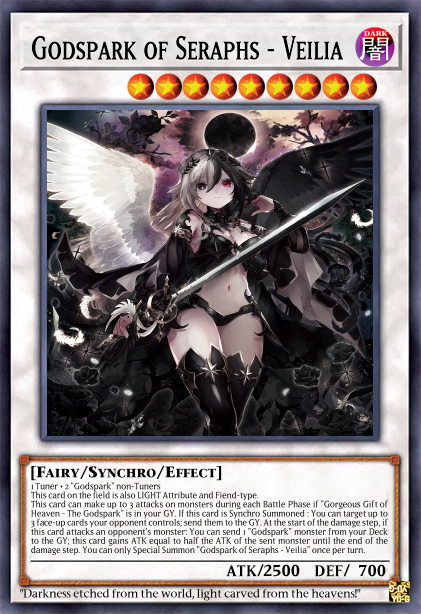 Godspark of Seraphs - Veilia
DARK
闇
[Fairy/Synchro/Effect]
1 Tuner + 2 "Godspark" non-Tuners
This card on the field is also LIGHT Attribute and Fiend-type.
This card can make up to 3 attacks on monsters during each Battle Phase if "Gorgeous Gift of
Heaven - The Godspark" is in your GY. If this card is Synchro Summoned : You can target up to
3 face-up cards your opponent controls; send them to the GY. At the start of the damage step, if
this card attacks an opponent's monster: You can send 1 "Godspark" monster from your Deck
to the GY; this card gains ATK equal to half the ATK of the sent monster until the end of the
damage step. You can only Special Summon "Godspark of Seraphs - Veilia" once per turn.
ATK/2500 DEF/ 700
"Darkness etched from the world, light carved from the heavens!"